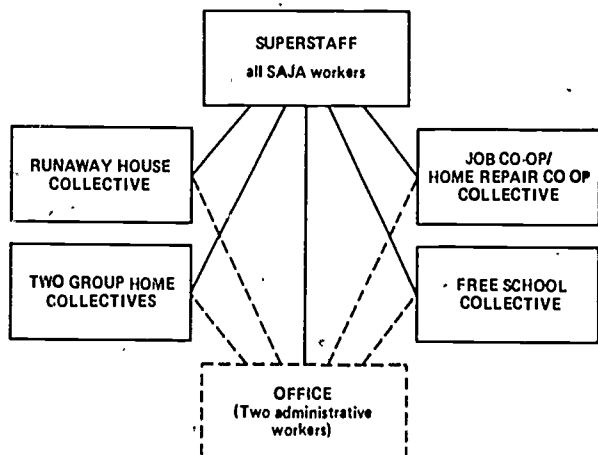 SUPERSTAFF
all SAJA workers
RUNAWAY HOUSE
COLLECTIVE
JOB CO-OP/
HOME REPAIR CO OP
COLLECTIVE
TWO GROUP HOME
COLLECTIVES
FREE SCHOOL
COLLECTIVE
OFFICE
(Two administrative
workers)